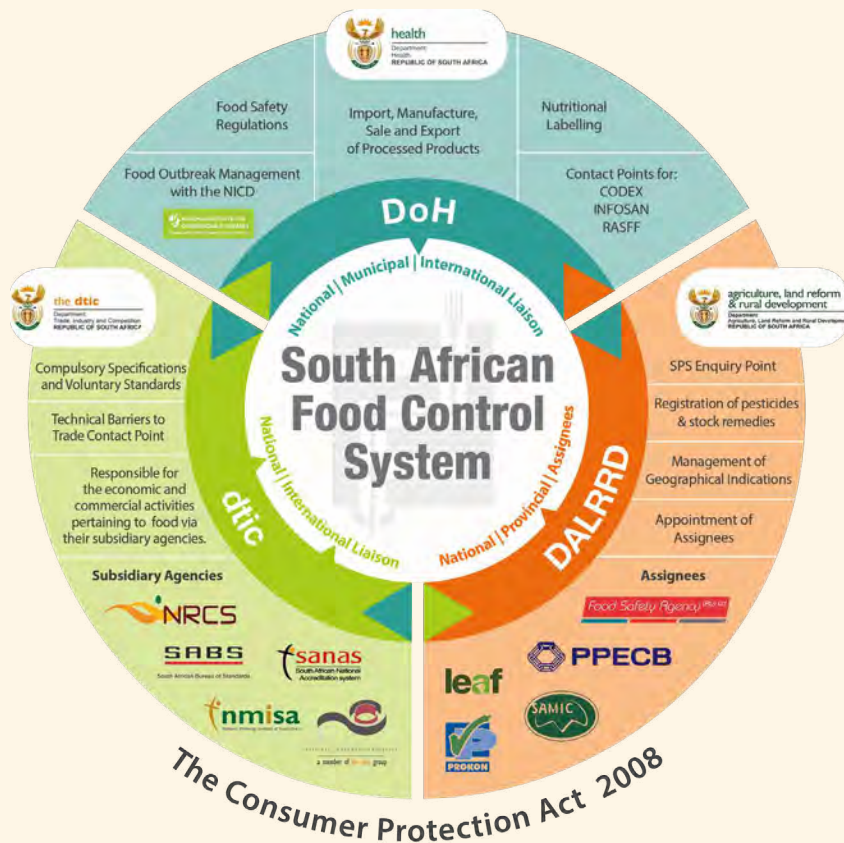 health
Department:
Health
REPUBLIC OF SOUTH AFRICA
Food Safety
Regulations
Import, Manufacture,
Sale and Export
of Processed Products
Nutritional
Labelling
Food Outbreak Management
with the NICD
Contact Points for:
CODEX
INFOSAN
RASFF
DoH
National | Municipal | International Liaison
South African
Food Control
System
the dtic
Department:
Trade, Industry and Competition
REPUBLIC OF SOUTH AFRICA
Compulsory Specifications
and Voluntary Standards
Technical Barriers to
Trade Contact Point
Responsible for
the economic and
commercial activities
pertaining to food via
their subsidiary agencies.
dtic
National | International Liaison
Subsidiary Agencies
NRCS
SABS
South African Bureau of Standards
sanas
South African National
Accreditation system
nmisa
a member of the dtic group
agriculture, land reform
& rural development
Department:
Agriculture, Land Reform and Rural Development
REPUBLIC OF SOUTH AFRICA
SPS Enquiry Point
Registration of pesticides
& stock remedies
Management of
Geographical Indications
Appointment of
Assignees
DALRRD
National | Provincial | Assignees
Assignees
Food Safety Agency
PPECB
leaf
SAMIC
PROKON
The Consumer Protection Act 2008